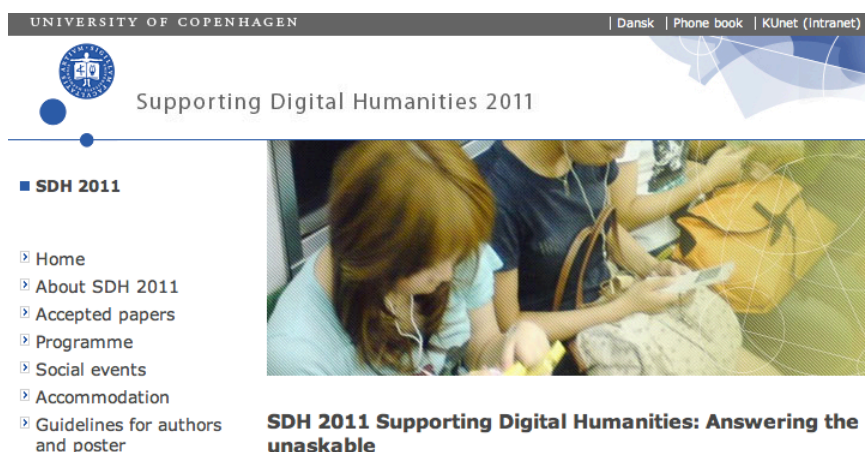 UNIVERSITY OF COPENHAGEN
| Dansk | Phone book | KUnet (Intranet)
Supporting Digital Humanities 2011
SDH 2011
Home
About SDH 2011
Accepted papers
Programme
Social events
Accommodation
Guidelines for authors
and poster
SDH 2011 Supporting Digital Humanities: Answering the
unaskable